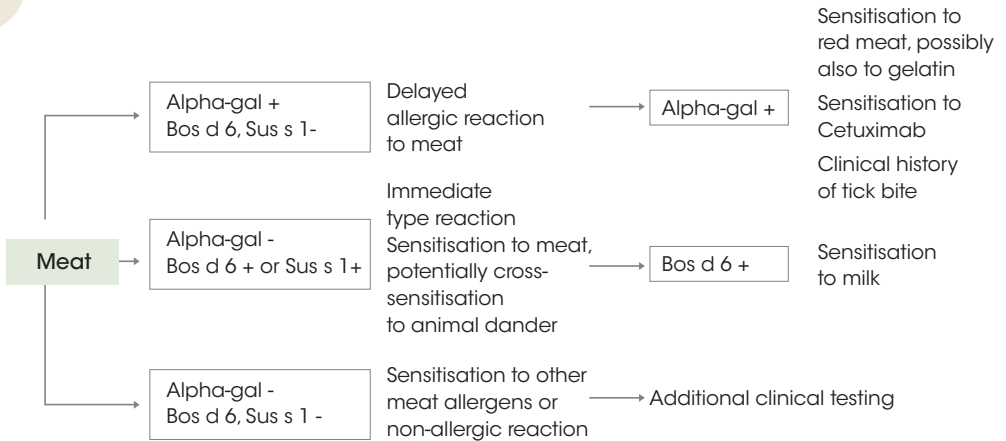 Meat
Alpha-gal +
Bos d 6, Sus s 1-
Delayed
allergic reaction
to meat
Alpha-gal +
Sensitisation to
red meat, possibly
also to gelatin
Sensitisation to
Cetuximab
Clinical history
of tick bite
Alpha-gal -
Bos d 6 + or Sus s 1+
Immediate
type reaction
Sensitisation to meat,
potentially cross-
sensitisation
to animal dander
Bos d 6 +
Sensitisation
to milk
Alpha-gal -
Bos d 6, Sus s 1 -
Sensitisation to other
meat allergens or
non-allergic reaction
Additional clinical testing